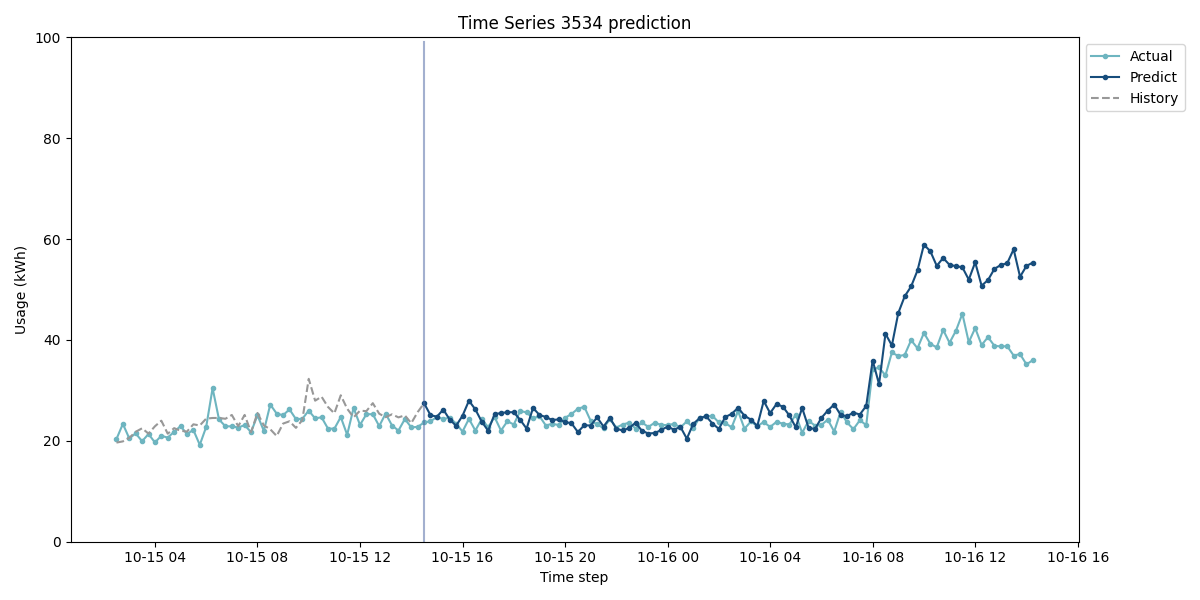 Time Series 3534 prediction
100
80
60
40
20
0
Usage (kWh)
10-15 04
10-15 08
10-15 12
10-15 16
10-15 20
10-16 00
10-16 04
10-16 08
10-16 12
10-16 16
Time step
Actual
Predict
History